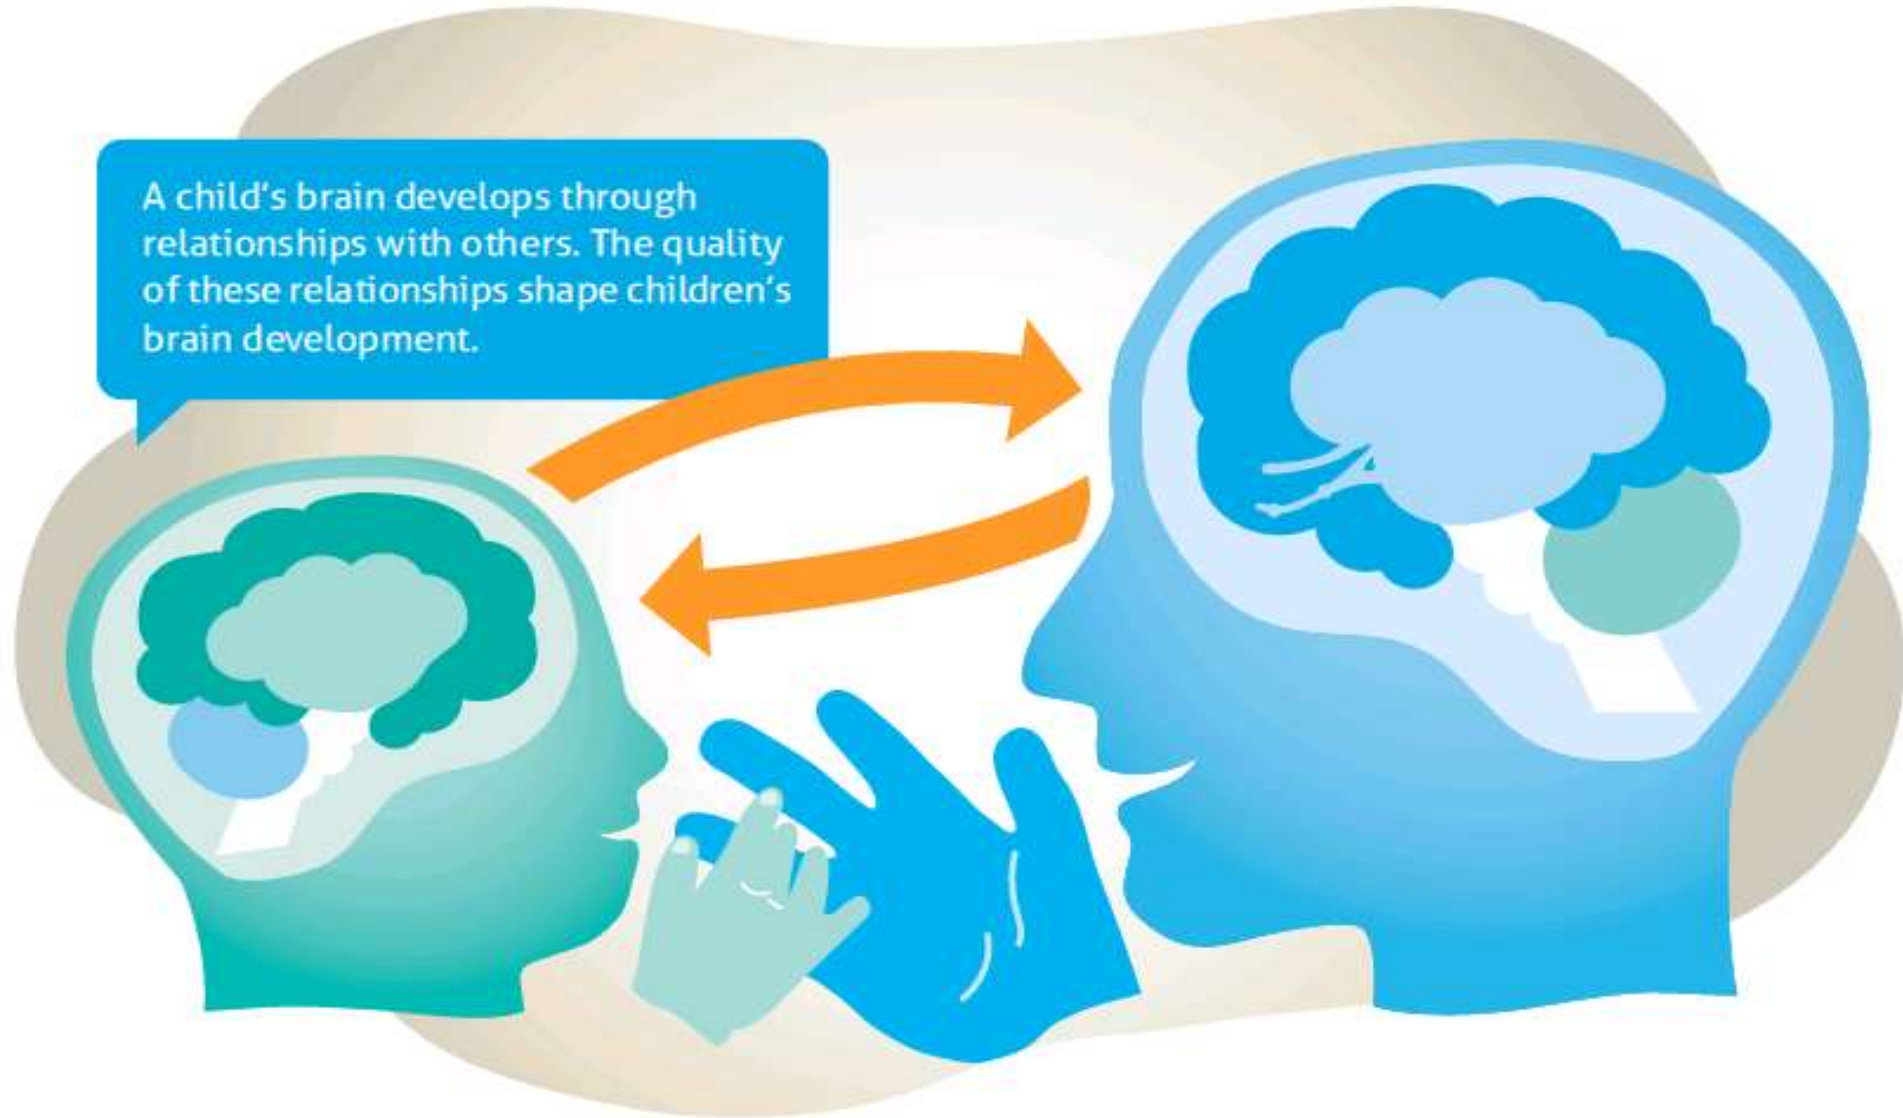 A child's brain develops through
relationships with others. The quality
of these relationships shape children's
brain development.